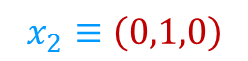 x₂ ≡ (0,1,0)